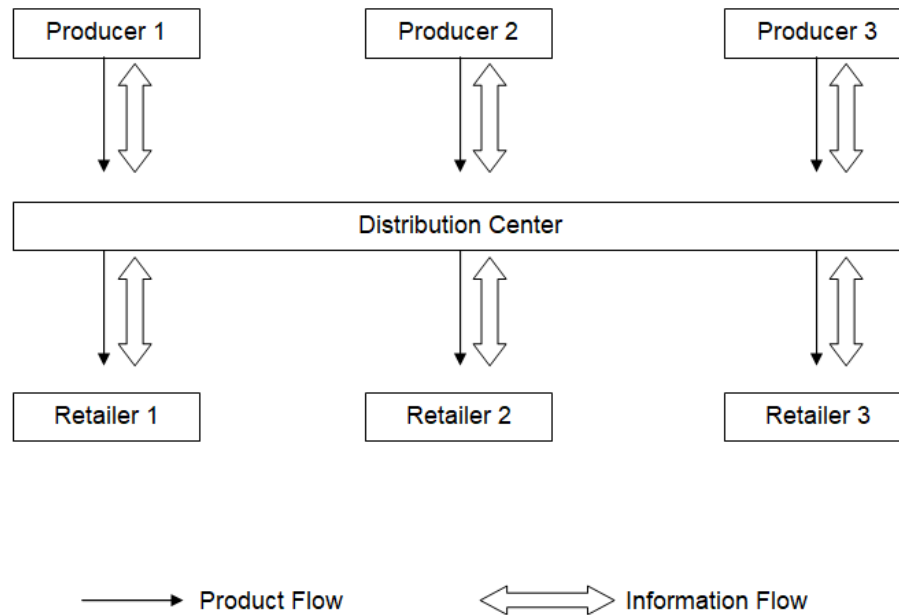 Producer 1
Producer 2
Producer 3
Distribution Center
Retailer 1
Retailer 2
Retailer 3
Product Flow
Information Flow